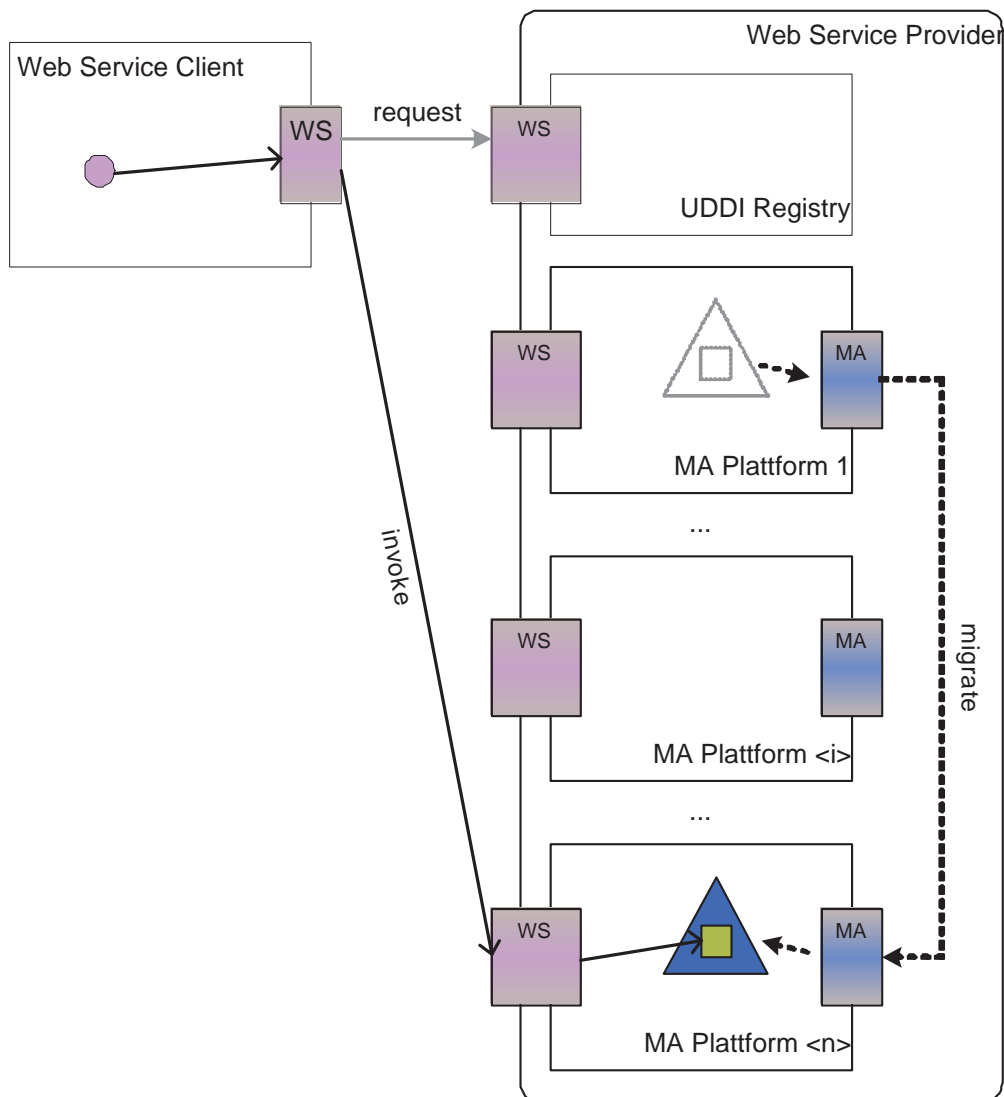 Web Service Provider
Web Service Client
WS
request
WS
UDDI Registry
WS
MA
MA Plattform 1
...
invoke
WS
MA
migrate
MA Plattform <i>
...
WS
MA
MA Plattform <n>